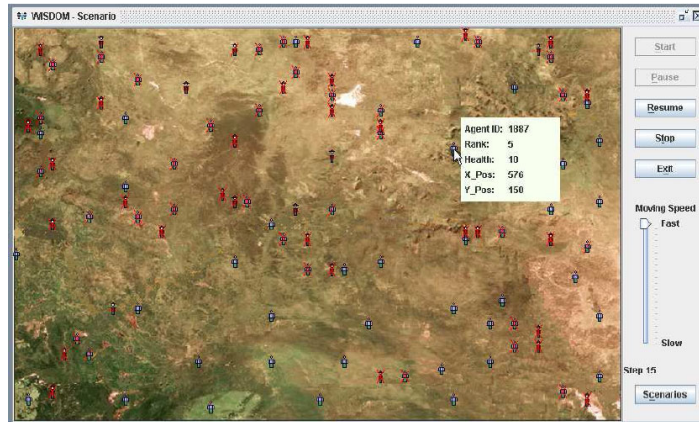 WISDOM - Scenario
Start
Pause
Resume
Stop
Exit
Agent ID: 1887
Rank: 5
Health: 10
X_Pos: 576
Y_Pos: 150
Moving Speed
Fast
Slow
Step 15
Scenarios